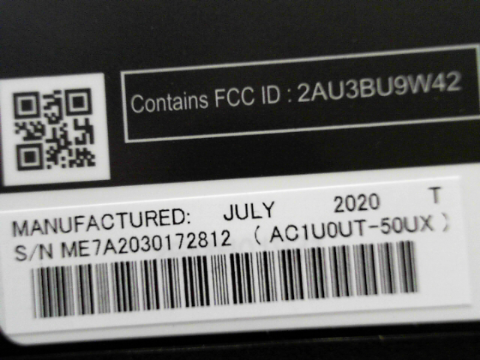 Contains FCC ID : 2AU3BU9W42
MANUFACTURED: JULY 2020 T
S/N ME7A2030172812 ( AC1U0UT-50UX )